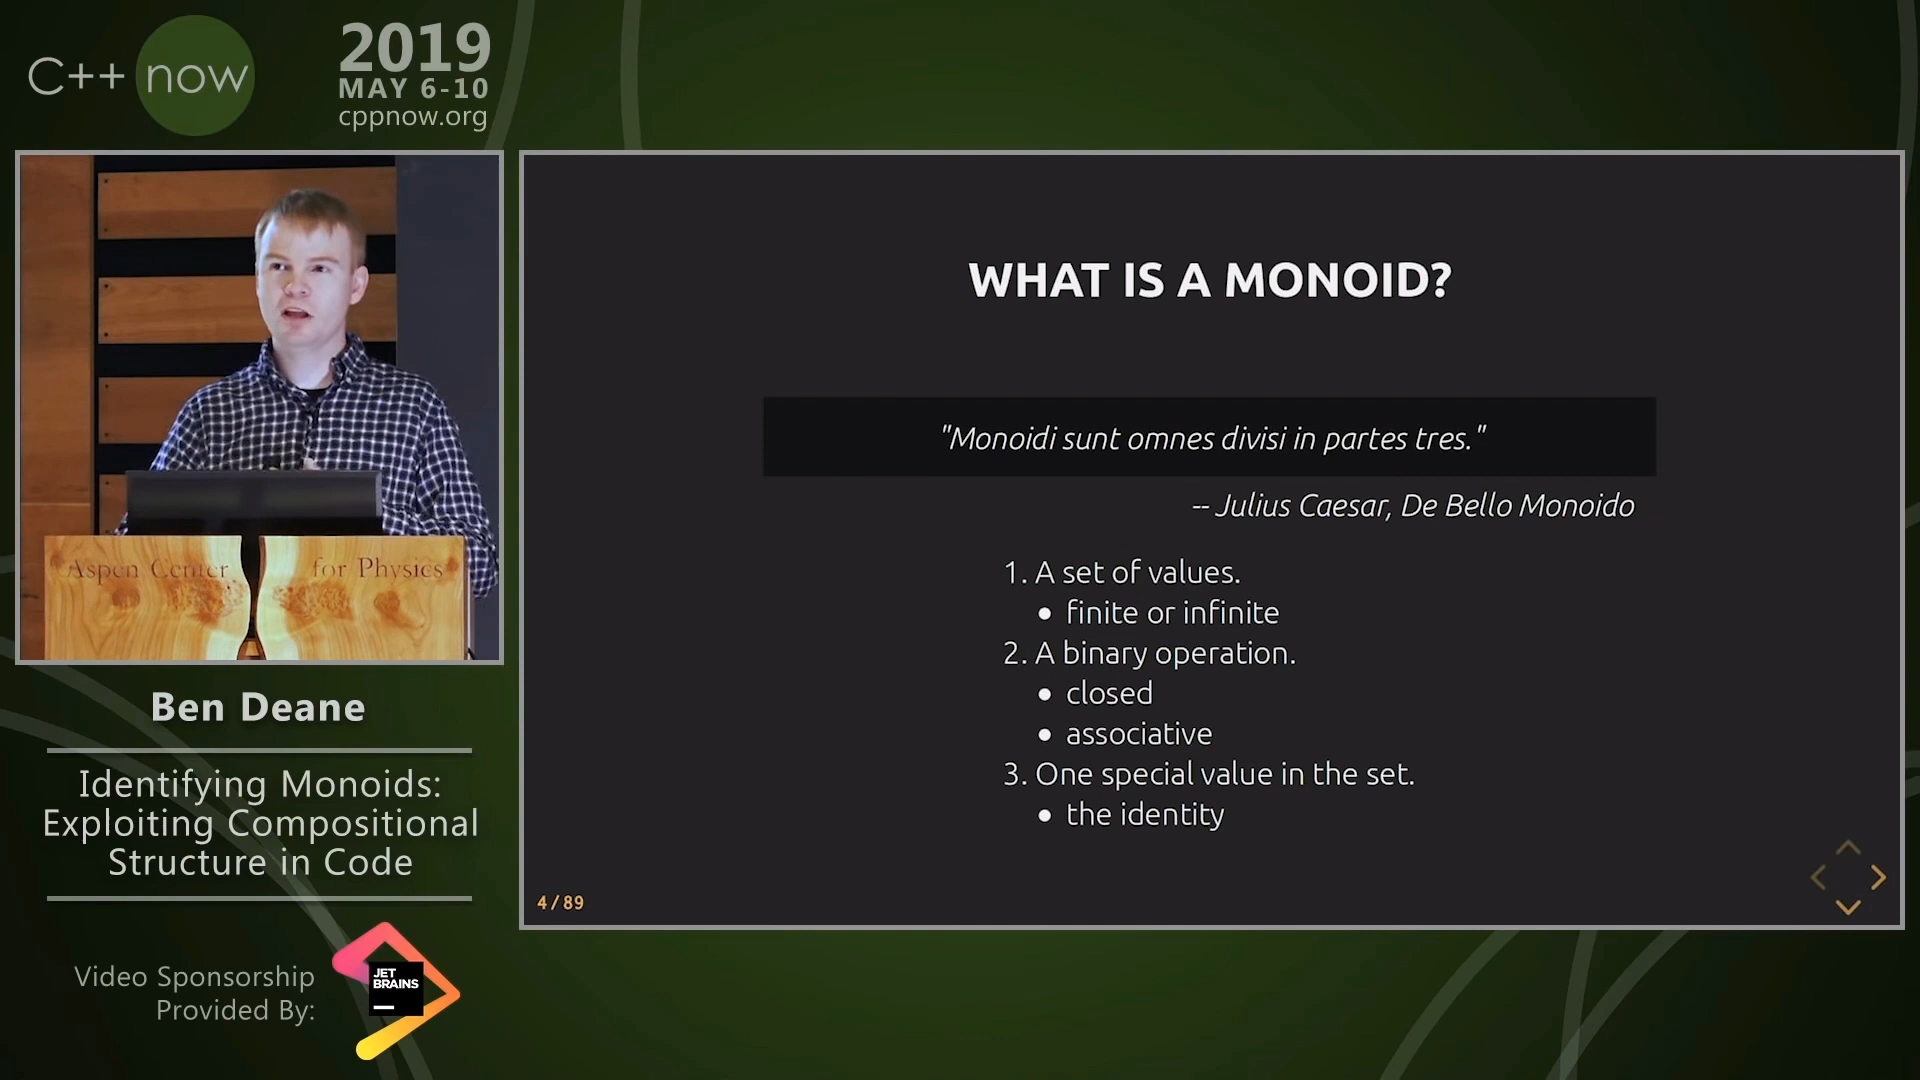 C++ now
2019
MAY 6-10
cppnow.org
Aspen Center for Physics
Ben Deane
Identifying Monoids:
Exploiting Compositional
Structure in Code
Video Sponsorship
Provided By:
JET
BRAINS
WHAT IS A MONOID?
"Monoidi sunt omnes divisi in partes tres."
-- Julius Caesar, De Bello Monoido
1. A set of values.
• finite or infinite
2. A binary operation.
• closed
• associative
3. One special value in the set.
• the identity
4 / 89